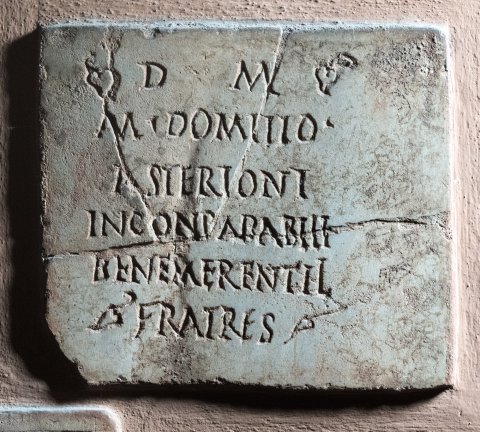 D M
M·DOMITIO·
ASTERIONI
INCONPARABILI
BENEMERENTI
FRATRES